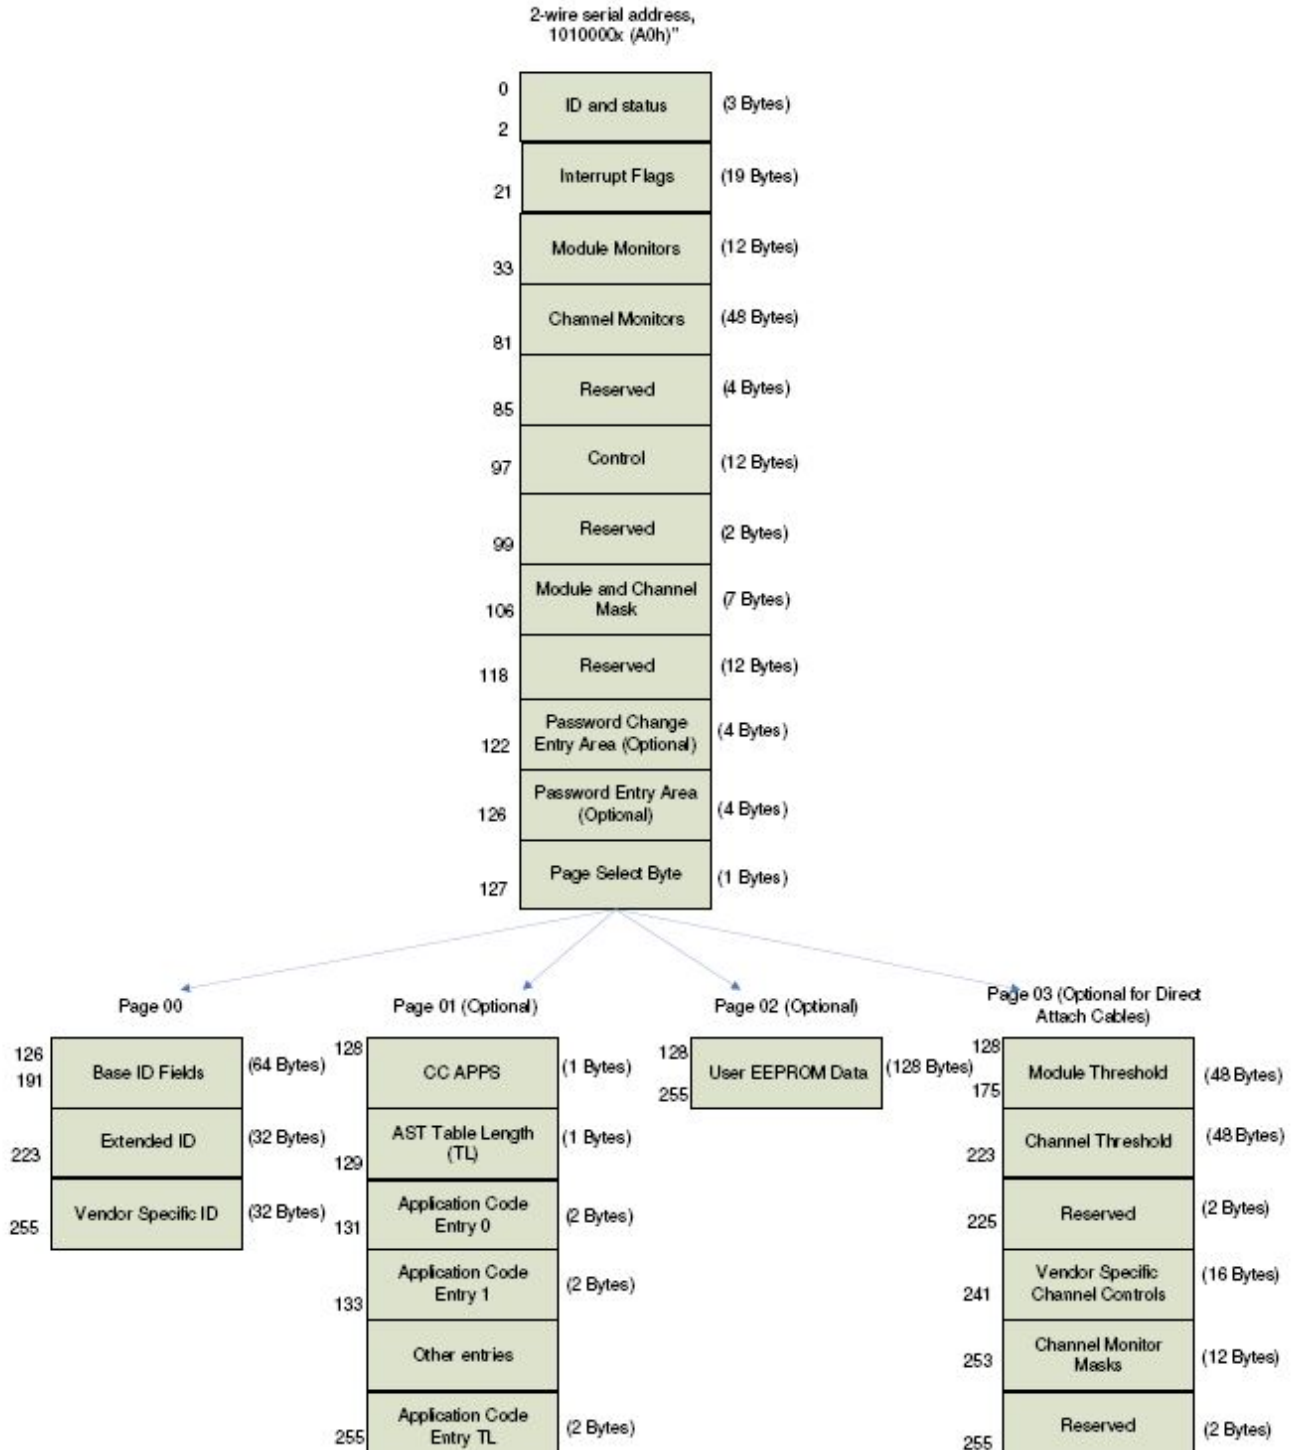 2-wire serial address,
1010000x (A0h)"
0
ID and status
(3 Bytes)
2
Interrupt Flags
(19 Bytes)
21
Module Monitors
(12 Bytes)
33
Channel Monitors
(48 Bytes)
81
Reserved
(4 Bytes)
85
Control
(12 Bytes)
97
Reserved
(2 Bytes)
99
Module and Channel
Mask
(7 Bytes)
106
Reserved
(12 Bytes)
118
Password Change
Entry Area (Optional)
(4 Bytes)
122
Password Entry Area
(Optional)
(4 Bytes)
126
Page Select Byte
(1 Bytes)
127
Page 00
126
191
Base ID Fields
(64 Bytes)
Extended ID
(32 Bytes)
223
Vendor Specific ID
(32 Bytes)
255
Page 01 (Optional)
128
CC APPS
(1 Bytes)
AST Table Length
(TL)
(1 Bytes)
129
Application Code
Entry 0
(2 Bytes)
131
Application Code
Entry 1
(2 Bytes)
133
Other entries
Application Code
Entry TL
(2 Bytes)
255
Page 02 (Optional)
128
User EEPROM Data
(128 Bytes)
255
Page 03 (Optional for Direct
Attach Cables)
128
Module Threshold
(48 Bytes)
175
Channel Threshold
(48 Bytes)
223
Reserved
(2 Bytes)
225
Vendor Specific
Channel Controls
(16 Bytes)
241
Channel Monitor
Masks
(12 Bytes)
253
Reserved
(2 Bytes)
255